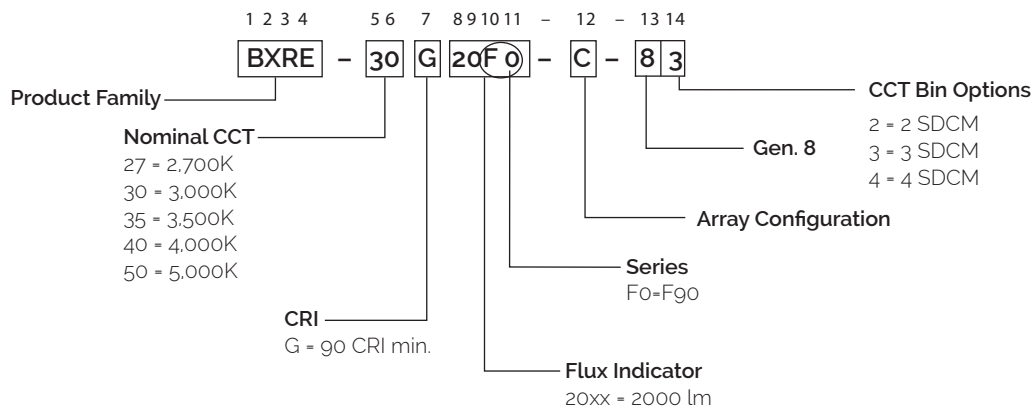 1 2 3 4 5 6 7 8 9 10 11 – 12 – 13 14
BXRE – 30 G 20F0 – C – 8 3
Product Family
Nominal CCT
27 = 2,700K
30 = 3,000K
35 = 3,500K
40 = 4,000K
50 = 5,000K
CRI
G = 90 CRI min.
Flux Indicator
20xx = 2000 lm
Series
F0=F90
Array Configuration
Gen. 8
CCT Bin Options
2 = 2 SDCM
3 = 3 SDCM
4 = 4 SDCM